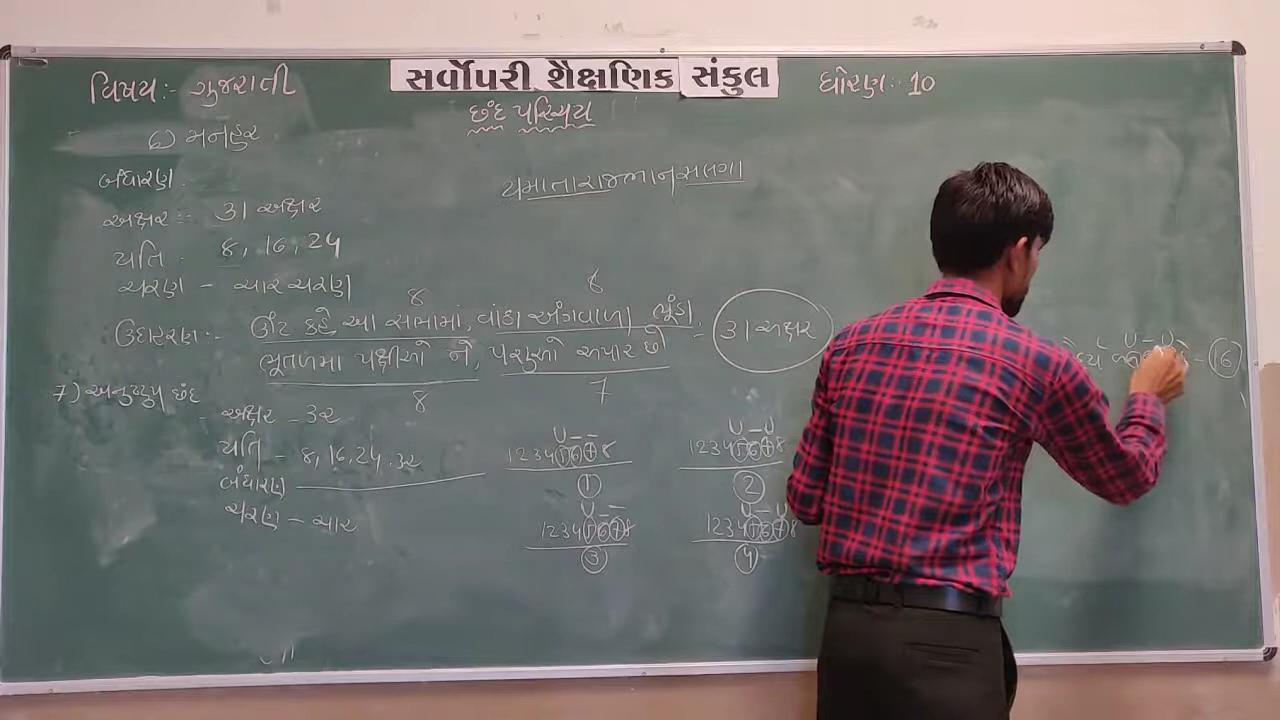 વિષય:- ગુજરાતી
સર્વોપરી શૈક્ષણિક સંકુલ
ધોરણ:- 10
છંદ પરિચય
૬) મનહર
બંધારણ.
અક્ષર :- 31 અક્ષર
યતિ - 8, 16, 24
ચરણ - ચાર ચરણ
યમાતારાજભાનસલગા
8 8
ઉદાહરણ:- ઊંટ કહે, આ સભામાં, વાંકા અંગવાળા ભૂંડા
ભૂતળમાં પક્ષીઓ ને, પશુઓ અપાર છે = 31 અક્ષર
8 7
7) અનુષ્ટુપ છંદ
અક્ષર - 32
યતિ - 8, 16, 24, 32
બંધારણ
ચરણ - ચાર
U — —
12345678
1
U — U
12345678
2
U — —
12345678
3
U — U
12345678
4
U — U
- 16